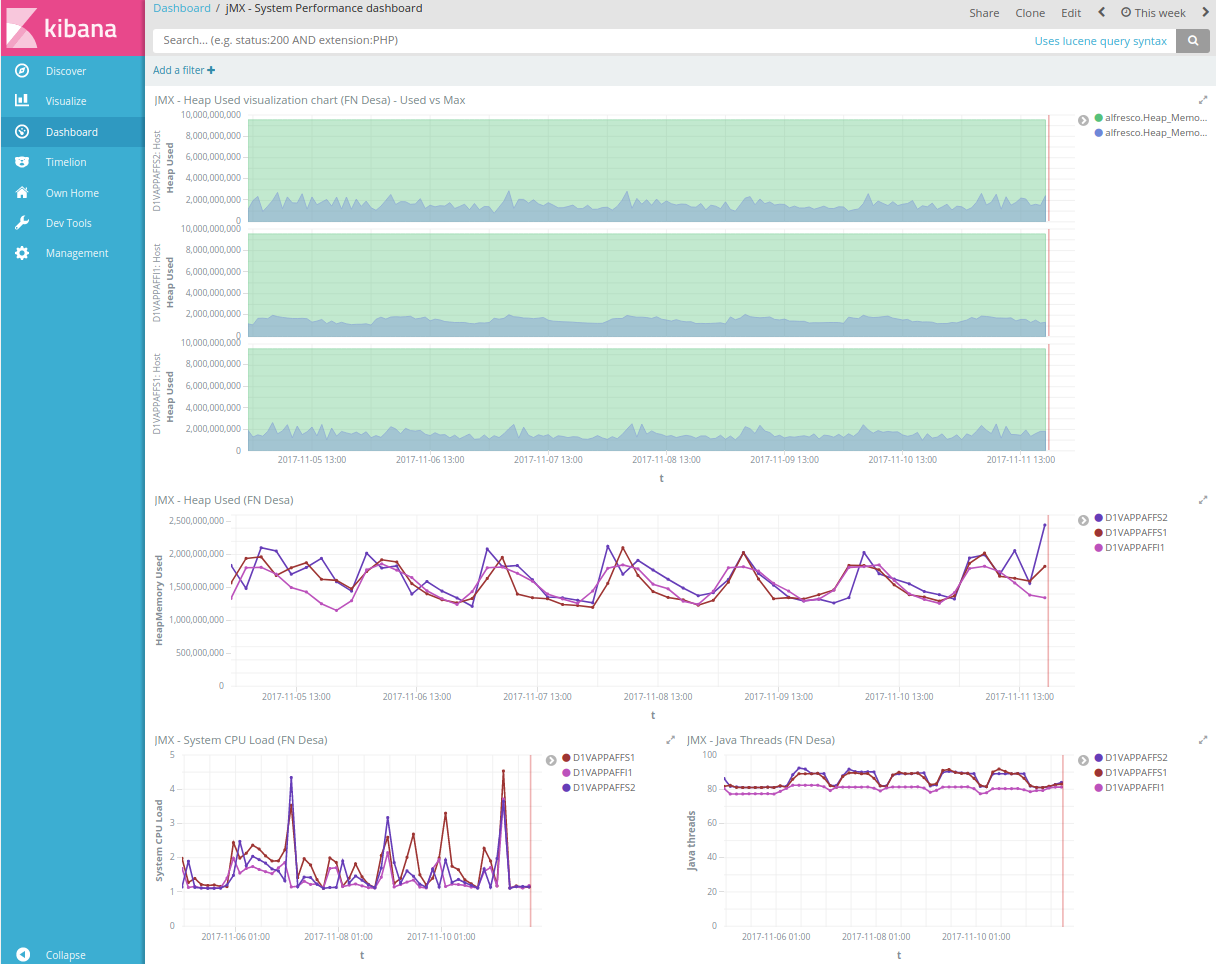 kibana
Discover
Visualize
Dashboard
Timelion
Own Home
Dev Tools
Management
Collapse
Dashboard / jMX - System Performance dashboard
Share Clone Edit This week
Search... (e.g. status:200 AND extension:PHP) Uses lucene query syntax
Add a filter
JMX - Heap Used visualization chart (FN Desa) - Used vs Max
D1VAPPAFFS2: Host
Heap Used
10,000,000,000
8,000,000,000
6,000,000,000
4,000,000,000
2,000,000,000
0
D1VAPPAFFI1: Host
Heap Used
10,000,000,000
8,000,000,000
6,000,000,000
4,000,000,000
2,000,000,000
0
D1VAPPAFFS1: Host
Heap Used
10,000,000,000
8,000,000,000
6,000,000,000
4,000,000,000
2,000,000,000
0
2017-11-05 13:00 2017-11-06 13:00 2017-11-07 13:00 2017-11-08 13:00 2017-11-09 13:00 2017-11-10 13:00 2017-11-11 13:00
t
alfresco.Heap_Memo...
alfresco.Heap_Memo...
JMX - Heap Used (FN Desa)
HeapMemory Used
2,500,000,000
2,000,000,000
1,500,000,000
1,000,000,000
500,000,000
0
2017-11-05 13:00 2017-11-06 13:00 2017-11-07 13:00 2017-11-08 13:00 2017-11-09 13:00 2017-11-10 13:00 2017-11-11 13:00
t
D1VAPPAFFS2
D1VAPPAFFS1
D1VAPPAFFI1
JMX - System CPU Load (FN Desa)
System CPU Load
5
4
3
2
1
0
2017-11-06 01:00 2017-11-08 01:00 2017-11-10 01:00
t
D1VAPPAFFS1
D1VAPPAFFI1
D1VAPPAFFS2
JMX - Java Threads (FN Desa)
Java threads
100
80
60
40
20
0
2017-11-06 01:00 2017-11-08 01:00 2017-11-10 01:00
t
D1VAPPAFFS2
D1VAPPAFFS1
D1VAPPAFFI1